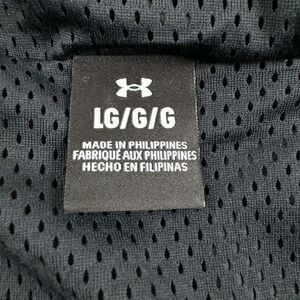 LG/G/G
MADE IN PHILIPPINES
FABRIQUÉ AUX PHILIPPINES
HECHO EN FILIPINAS